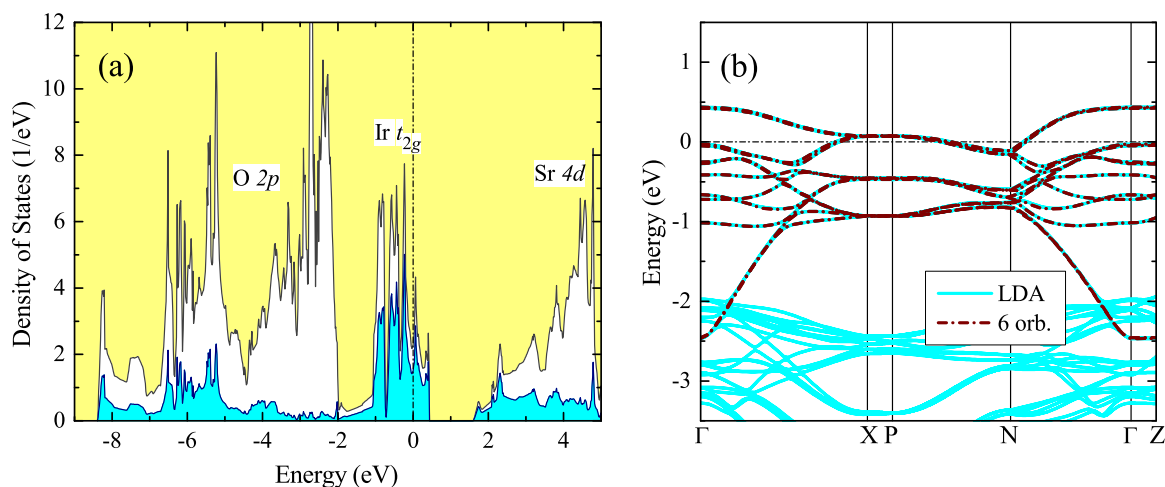 (a)
Density of States (1/eV)
12
10
8
6
4
2
0
O 2p
Ir t2g
Sr 4d
-8 -6 -4 -2 0 2 4
Energy (eV)
(b)
Energy (eV)
1
0
-1
-2
-3
LDA
6 orb.
Γ X P N Γ Z